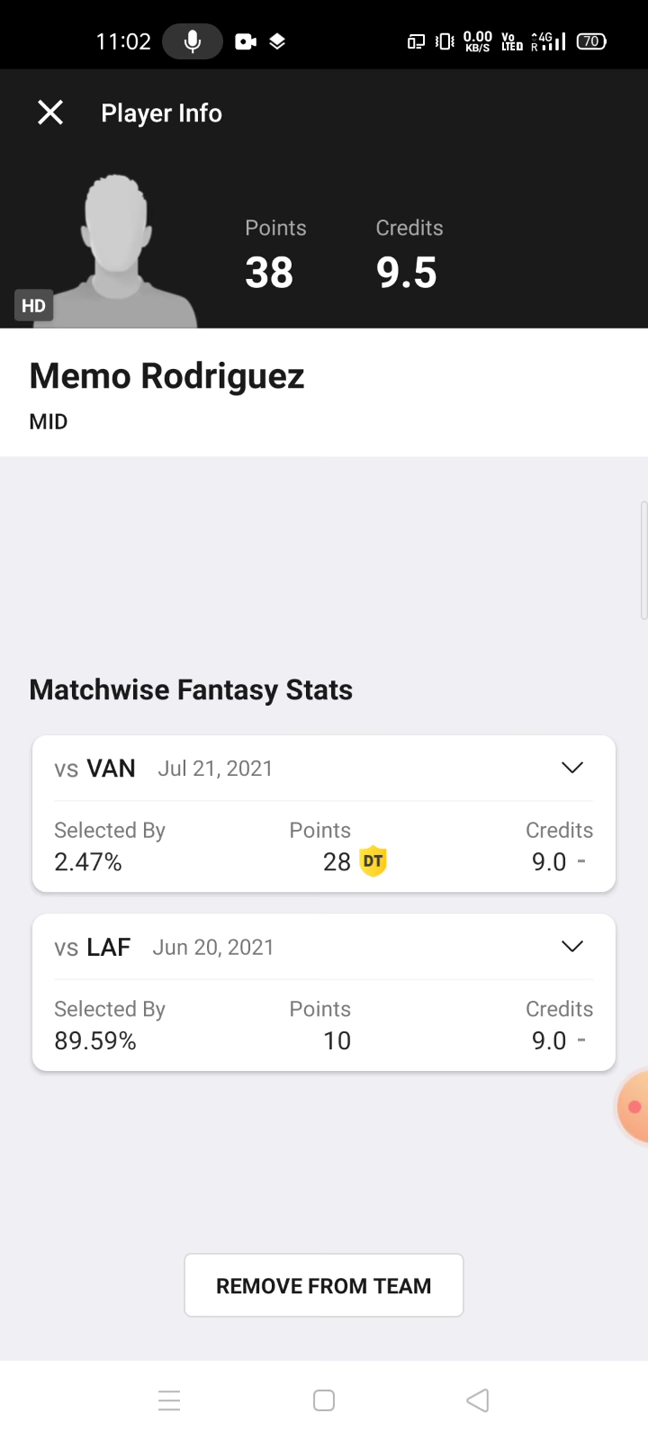 11:02 0.00 KB/S Vo LTED 4G R 70
Player Info
Points Credits
38 9.5
HD
Memo Rodriguez
MID
Matchwise Fantasy Stats
vs VAN Jul 21, 2021
Selected By Points Credits
2.47% 28 DT 9.0 -
vs LAF Jun 20, 2021
Selected By Points Credits
89.59% 10 9.0 -
REMOVE FROM TEAM